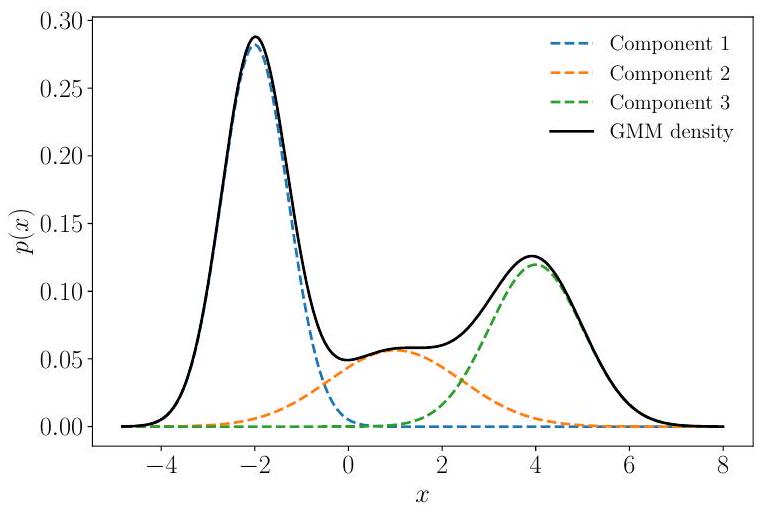 0.30
0.25
0.20
0.15
0.10
0.05
0.00
p(x)
−4 −2 0 2 4 6 8
x
Component 1
Component 2
Component 3
GMM density